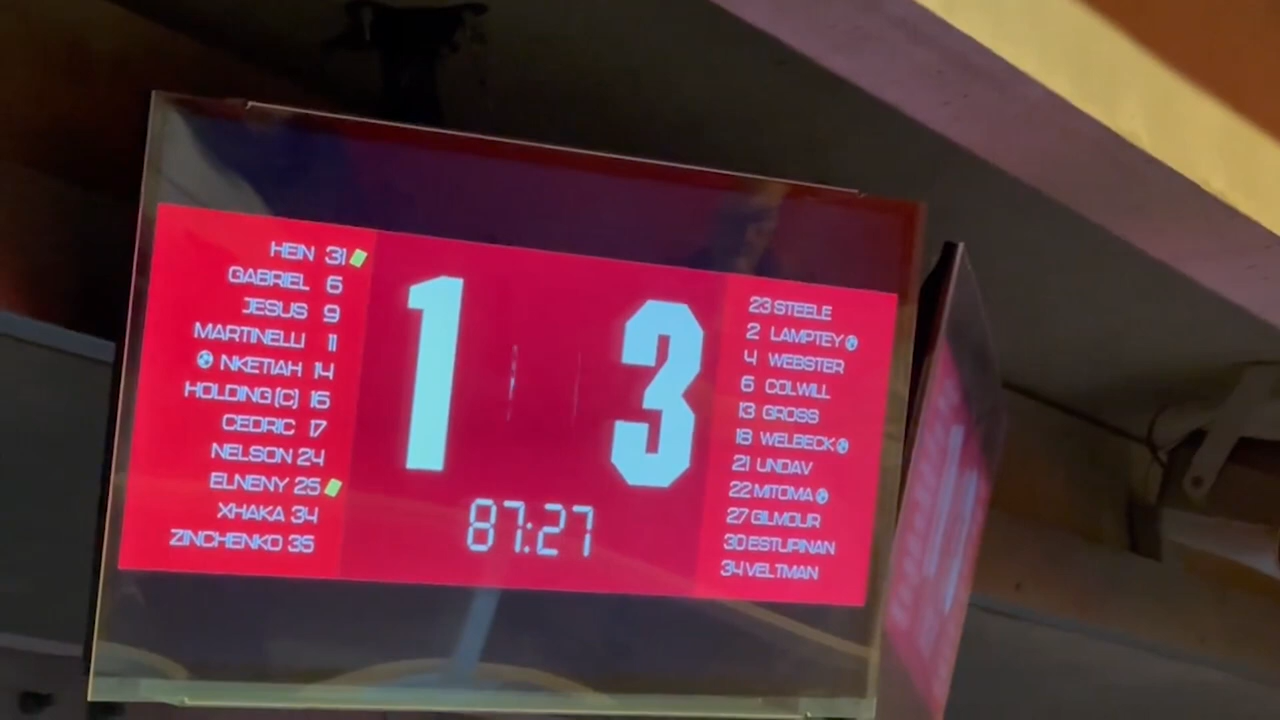 HEIN 31
GABRIEL 6
JESUS 9
MARTINELLI 11
NKETIAH 14
HOLDING (C) 16
CEDRIC 17
NELSON 24
ELNENY 25
XHAKA 34
ZINCHENKO 35
1 3
87:27
23 STEELE
2 LAMPTEY
4 WEBSTER
6 COLWILL
13 GROSS
18 WELBECK
21 UNDAV
22 MITOMA
27 GILMOUR
30 ESTUPINAN
34 VELTMAN